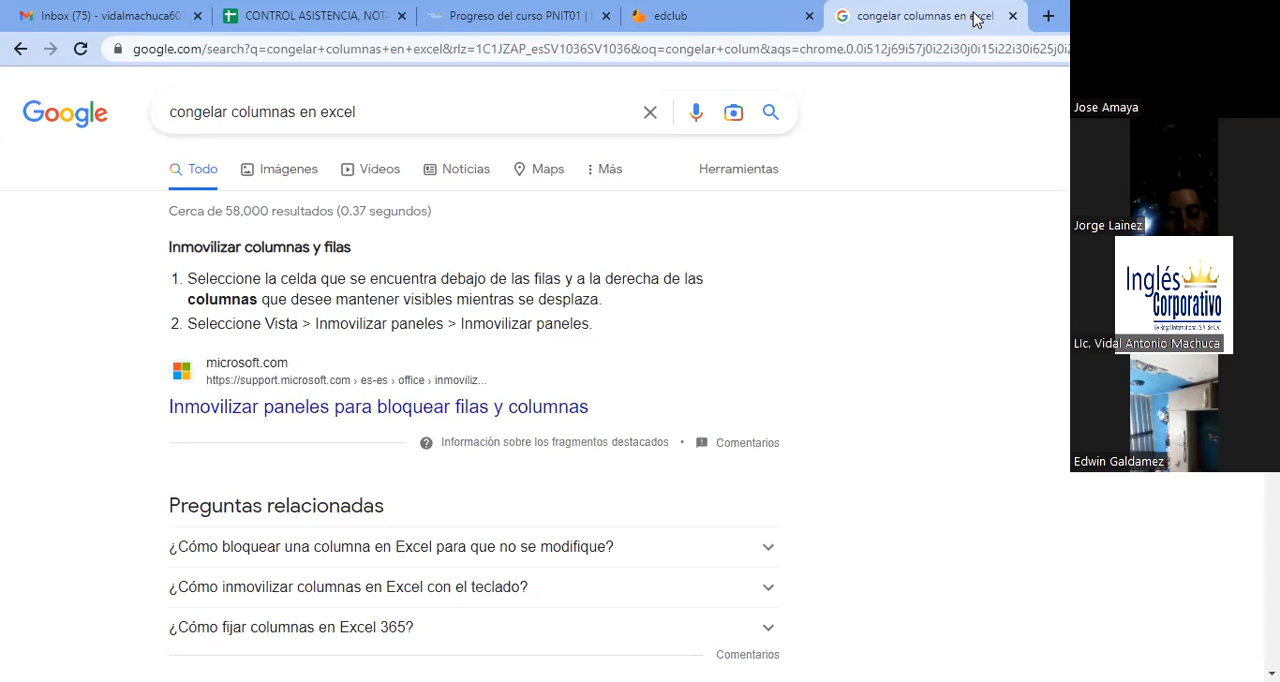 Inbox (75) - vidalmachuca607
CONTROL ASISTENCIA, NOTA
Progreso del curso PNIT01 |
edclub
congelar columnas en excel
google.com/search?q=congelar+columnas+en+excel&rlz=1C1JZAP_esSV1036SV1036&oq=congelar+colum&aqs=chrome.0.0i512j69i57j0i22i30j0i15i22i30i625j0i2
Google
congelar columnas en excel
Todo
Imágenes
Videos
Noticias
Maps
Más
Herramientas
Cerca de 58,000 resultados (0.37 segundos)
Inmovilizar columnas y filas
1. Seleccione la celda que se encuentra debajo de las filas y a la derecha de las
columnas que desee mantener visibles mientras se desplaza.
2. Seleccione Vista > Inmovilizar paneles > Inmovilizar paneles.
microsoft.com
https://support.microsoft.com › es-es › office › inmoviliz...
Inmovilizar paneles para bloquear filas y columnas
Información sobre los fragmentos destacados
•
Comentarios
Preguntas relacionadas
¿Cómo bloquear una columna en Excel para que no se modifique?
¿Cómo inmovilizar columnas en Excel con el teclado?
¿Cómo fijar columnas en Excel 365?
Comentarios
Jose Amaya
Jorge Lainez
Inglés
Corporativo
By Regal International S.A. de C.V.
LIc. Vidal Antonio Machuca
Edwin Galdamez